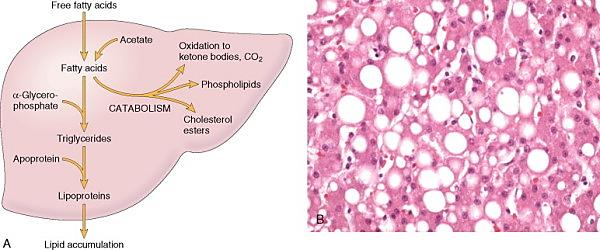 Free fatty acids
Acetate
Fatty acids
Oxidation to
ketone bodies, CO₂
Phospholipids
CATABOLISM
Cholesterol
esters
α-Glycero-
phosphate
Triglycerides
Apoprotein
Lipoproteins
Lipid accumulation
A
B